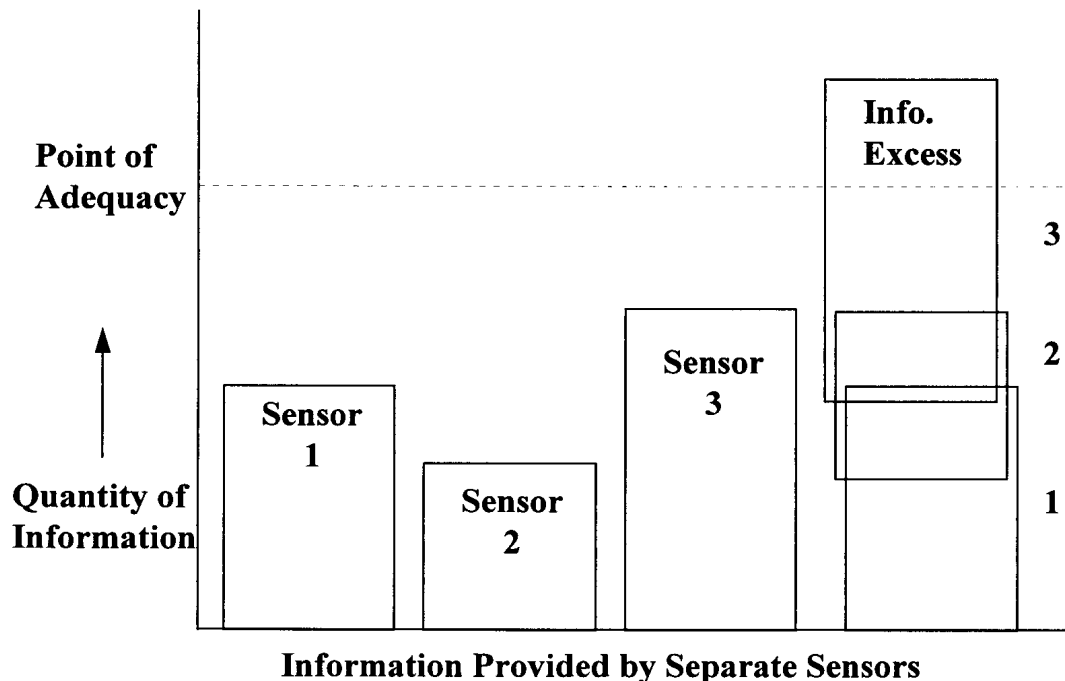 Point of
Adequacy
Quantity of
Information
Sensor
1
Sensor
2
Sensor
3
Info.
Excess
3
2
1
Information Provided by Separate Sensors